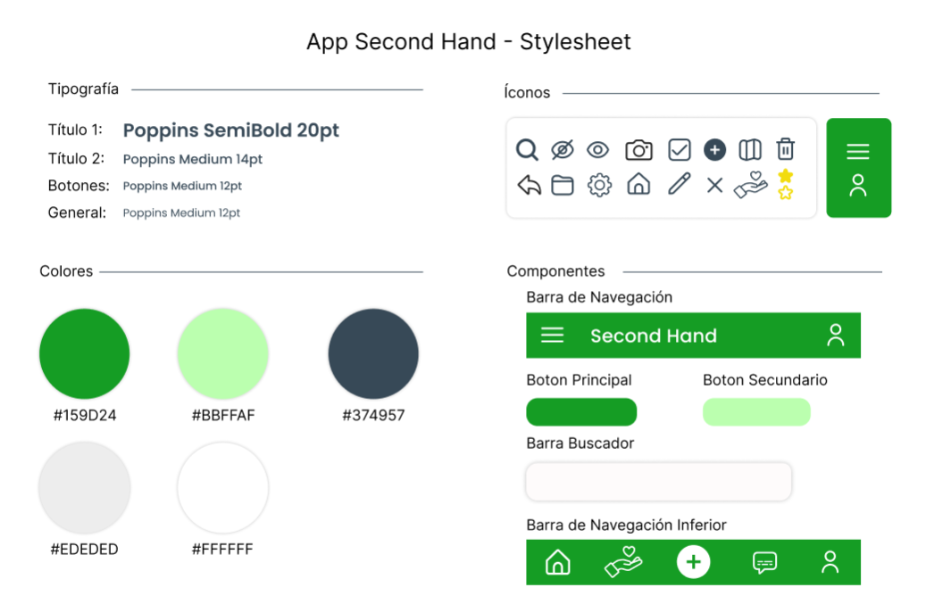 App Second Hand - Stylesheet
Tipografía
Título 1: Poppins SemiBold 20pt
Título 2: Poppins Medium 14pt
Botones: Poppins Medium 12pt
General: Poppins Medium 12pt
Íconos
Colores
#159D24
#BBFFAF
#374957
#EDEDED
#FFFFFF
Componentes
Barra de Navegación
Second Hand
Boton Principal
Boton Secundario
Barra Buscador
Barra de Navegación Inferior